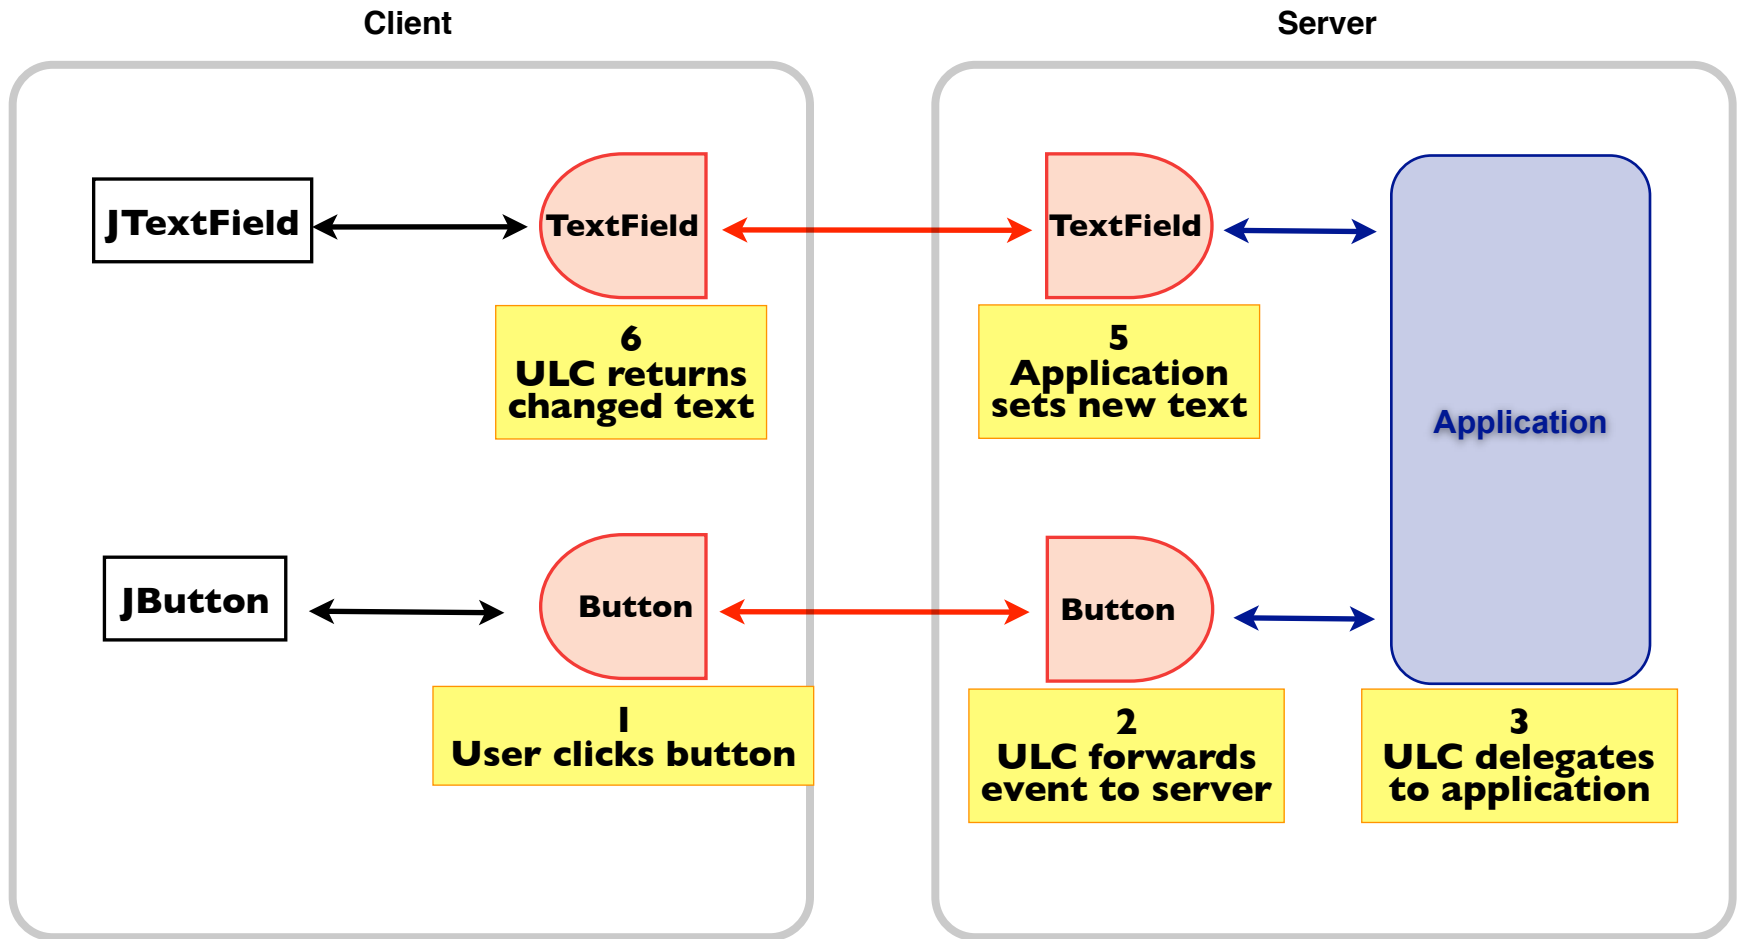 Client
Server
JTextField
TextField
TextField
6
ULC returns
changed text
5
Application
sets new text
Application
JButton
Button
Button
1
User clicks button
2
ULC forwards
event to server
3
ULC delegates
to application